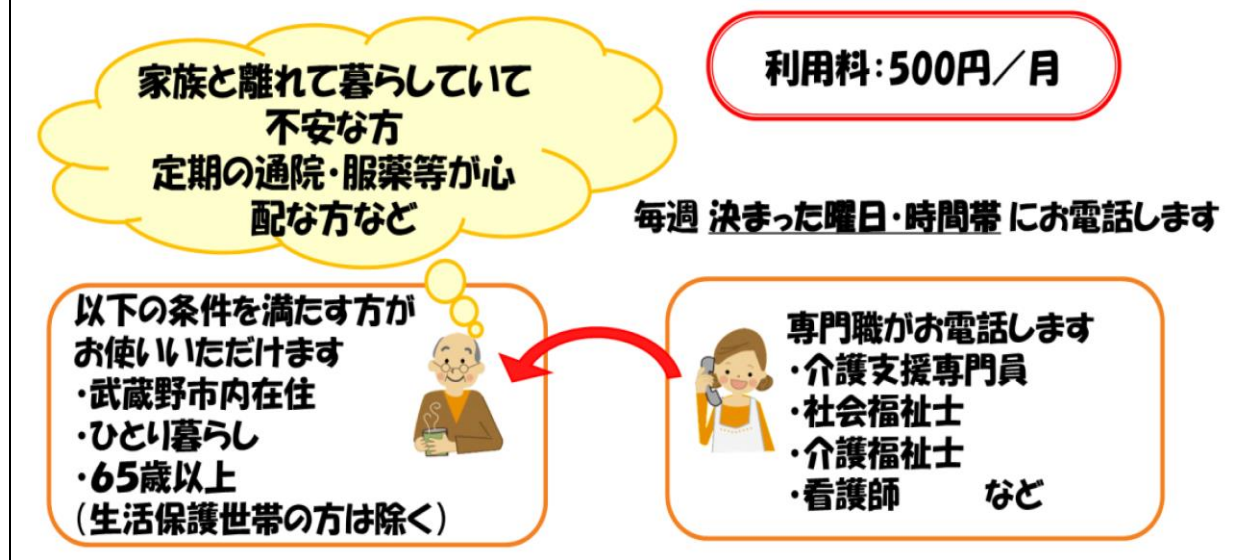 家族と離れて暮らしていて
不安な方
定期の通院・服薬等が心
配な方など
利用料:500円/月
毎週 決まった曜日・時間帯 にお電話します
以下の条件を満たす方が
お使いいただけます
・武蔵野市内在住
・ひとり暮らし
・65歳以上
(生活保護世帯の方は除く)
専門職がお電話します
・介護支援専門員
・社会福祉士
・介護福祉士
・看護師 など